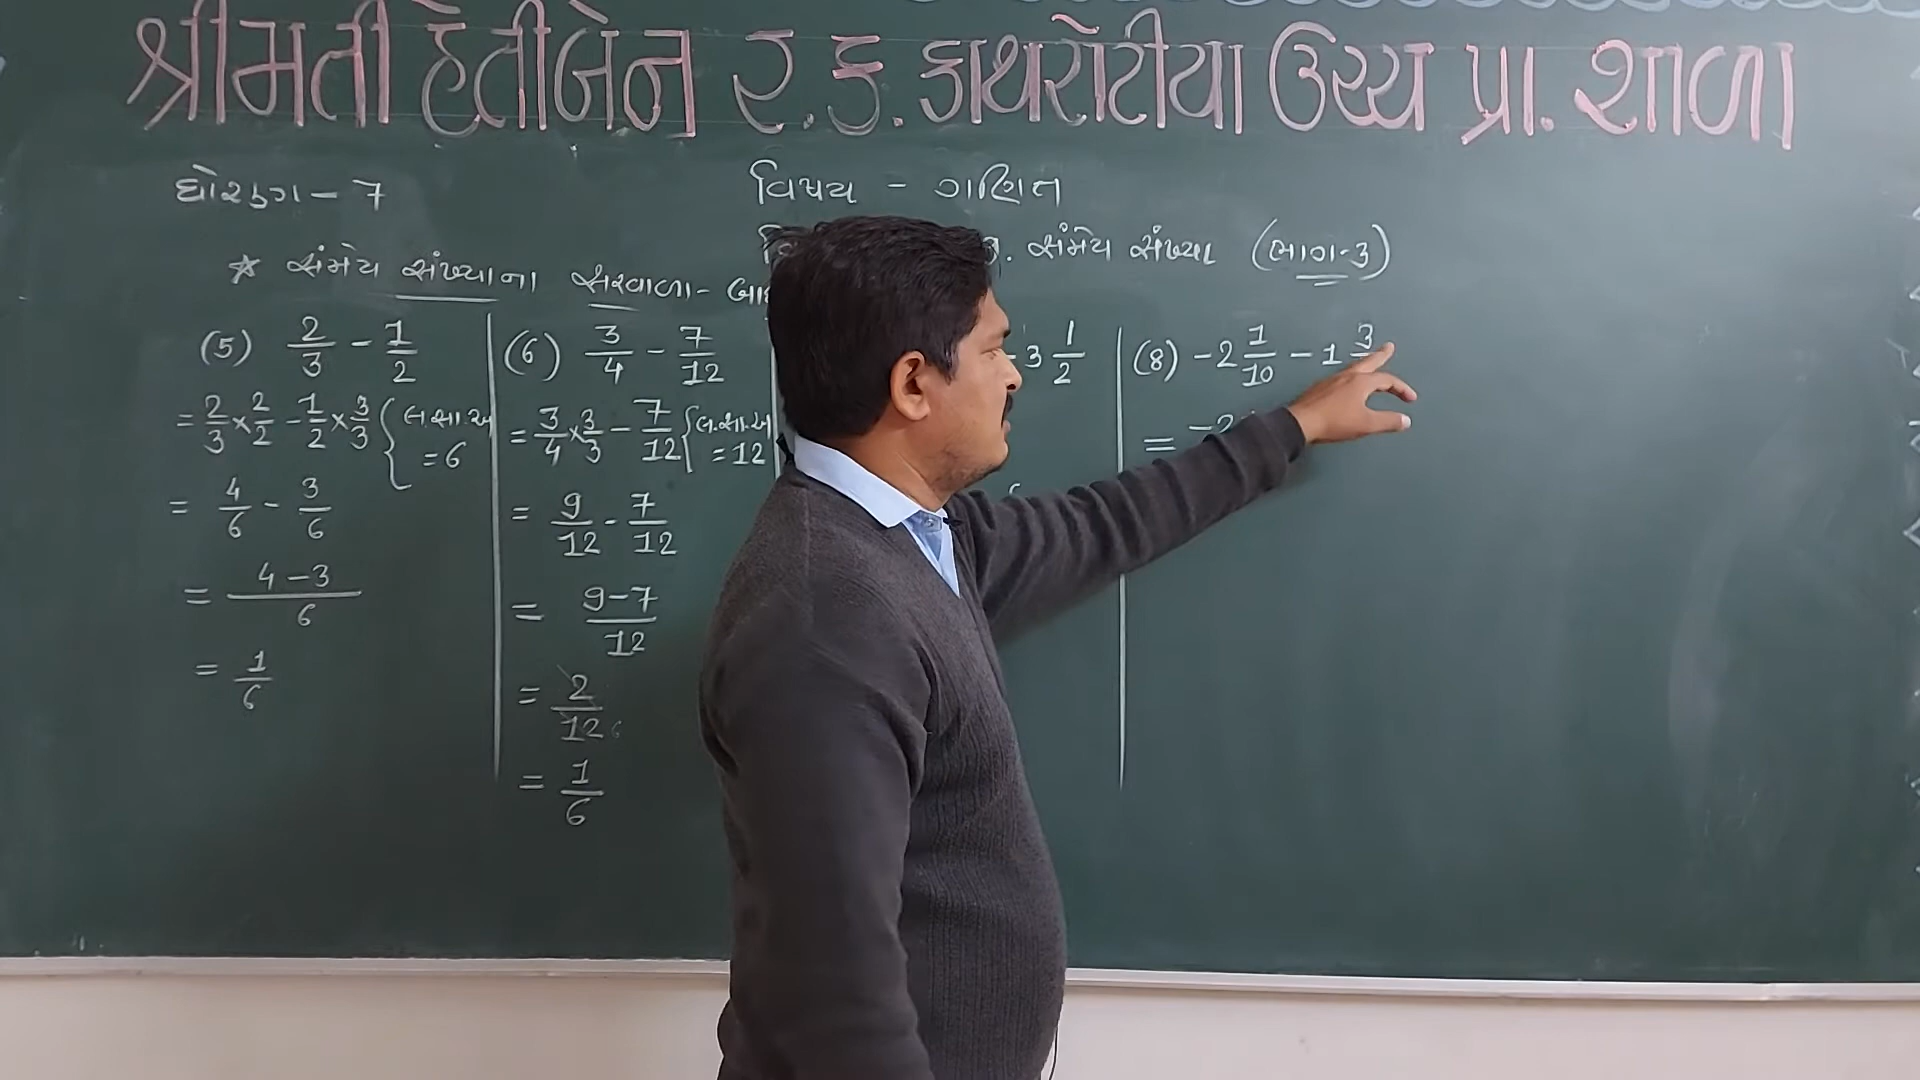 શ્રીમતી હેતીબેન ર. ક. કાથરોટીયા ઉચ્ચ પ્રા. શાળા
ધોરણ - 7
વિષય - ગણિત
સંમેય સંખ્યા (ભાગ-3)
* સંમેય સંખ્યાના સરવાળા -
(5) 2/3 - 1/2
= 2/3 × 2/2 - 1/2 × 3/3 { લ.સા.અ = 6
= 4/6 - 3/6
= 4-3/6
= 1/6
(6) 3/4 - 7/12
= 3/4 × 3/3 - 7/12 { લ.સા.અ = 12
= 9/12 - 7/12
= 9-7/12
= 2/12 6
= 1/6
- 3 1/2
(8) -2 1/10 - 1 3
= -2